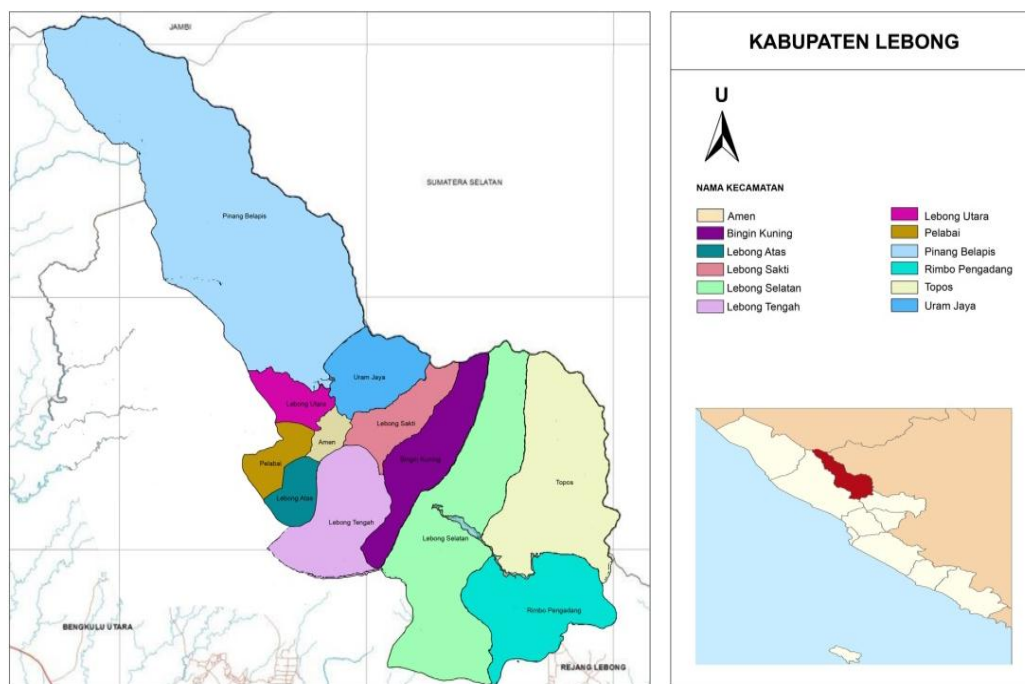 JAMBI
SUMATERA SELATAN
Pinang Belapis
Uram Jaya
Lebong Utara
Lebong Sakti
Amen
Pelabai
Bingin Kuning
Lebong Atas
Topos
Lebong Tengah
Lebong Selatan
Rimbo Pengadang
BENGKULU UTARA
REJANG LEBONG
KABUPATEN LEBONG
U
NAMA KECAMATAN
Amen
Bingin Kuning
Lebong Atas
Lebong Sakti
Lebong Selatan
Lebong Tengah
Lebong Utara
Pelabai
Pinang Belapis
Rimbo Pengadang
Topos
Uram Jaya